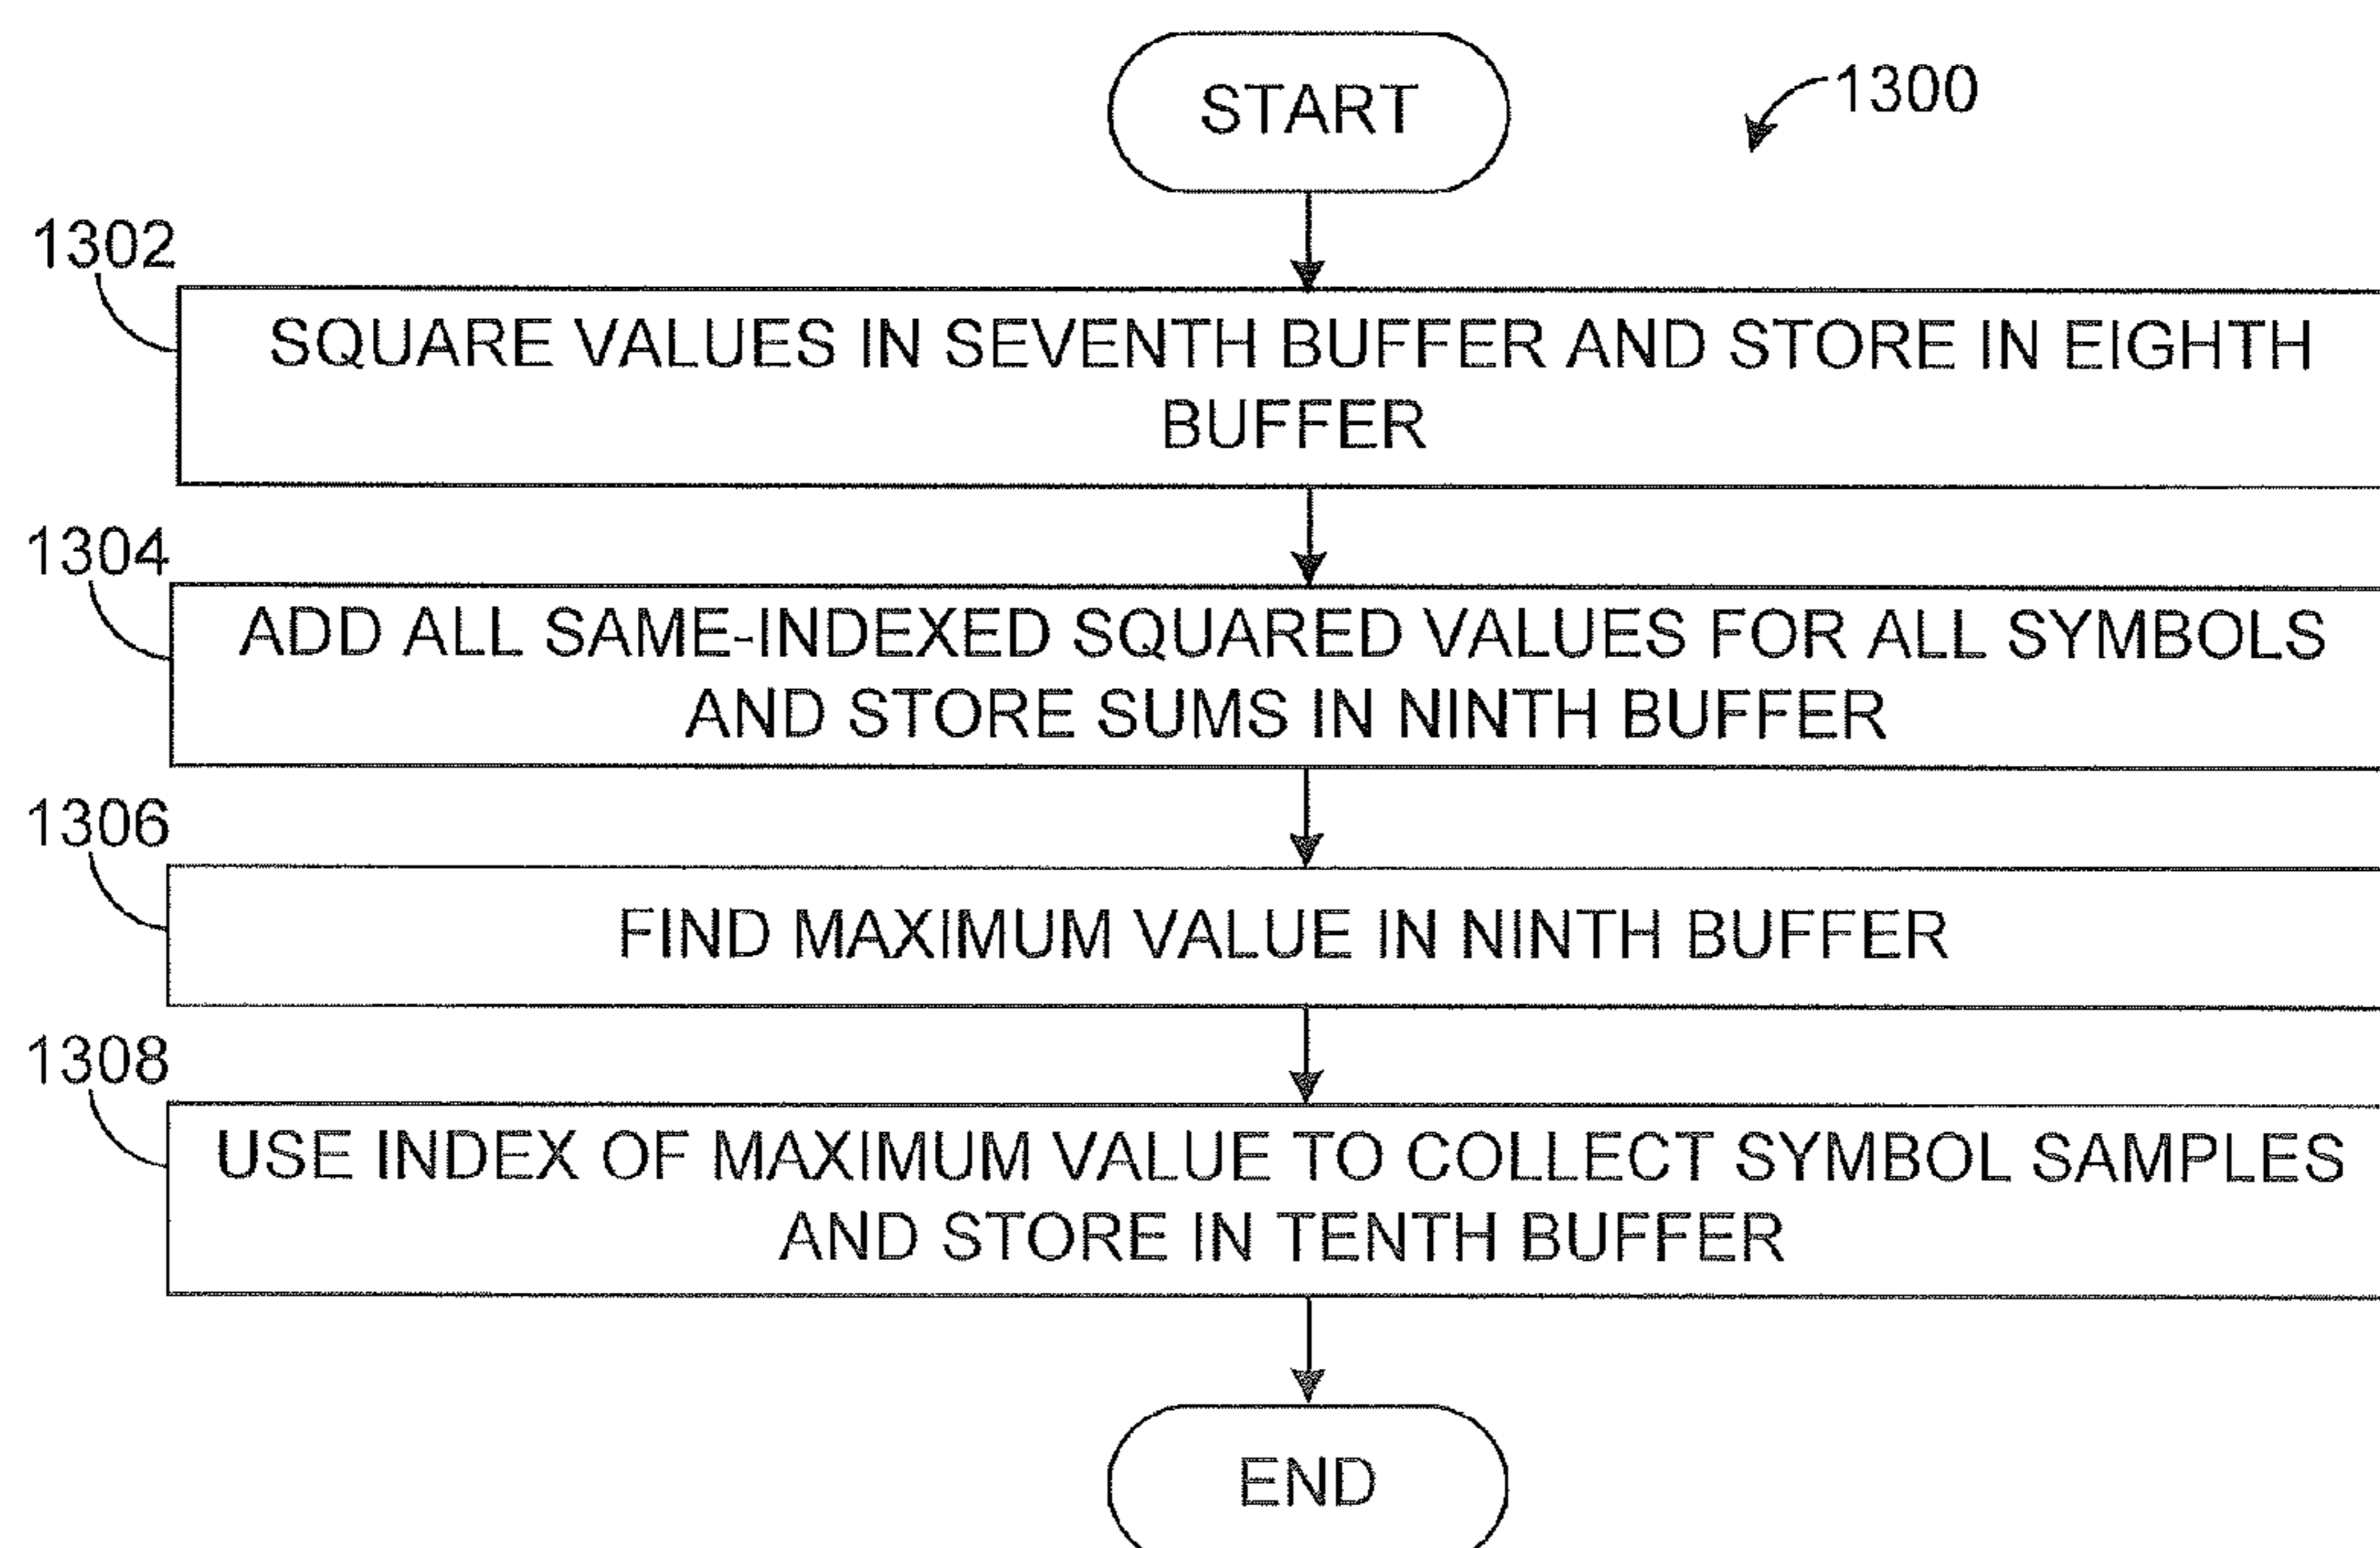 START
1300
1302
SQUARE VALUES IN SEVENTH BUFFER AND STORE IN EIGHTH
BUFFER
1304
ADD ALL SAME-INDEXED SQUARED VALUES FOR ALL SYMBOLS
AND STORE SUMS IN NINTH BUFFER
1306
FIND MAXIMUM VALUE IN NINTH BUFFER
1308
USE INDEX OF MAXIMUM VALUE TO COLLECT SYMBOL SAMPLES
AND STORE IN TENTH BUFFER
END